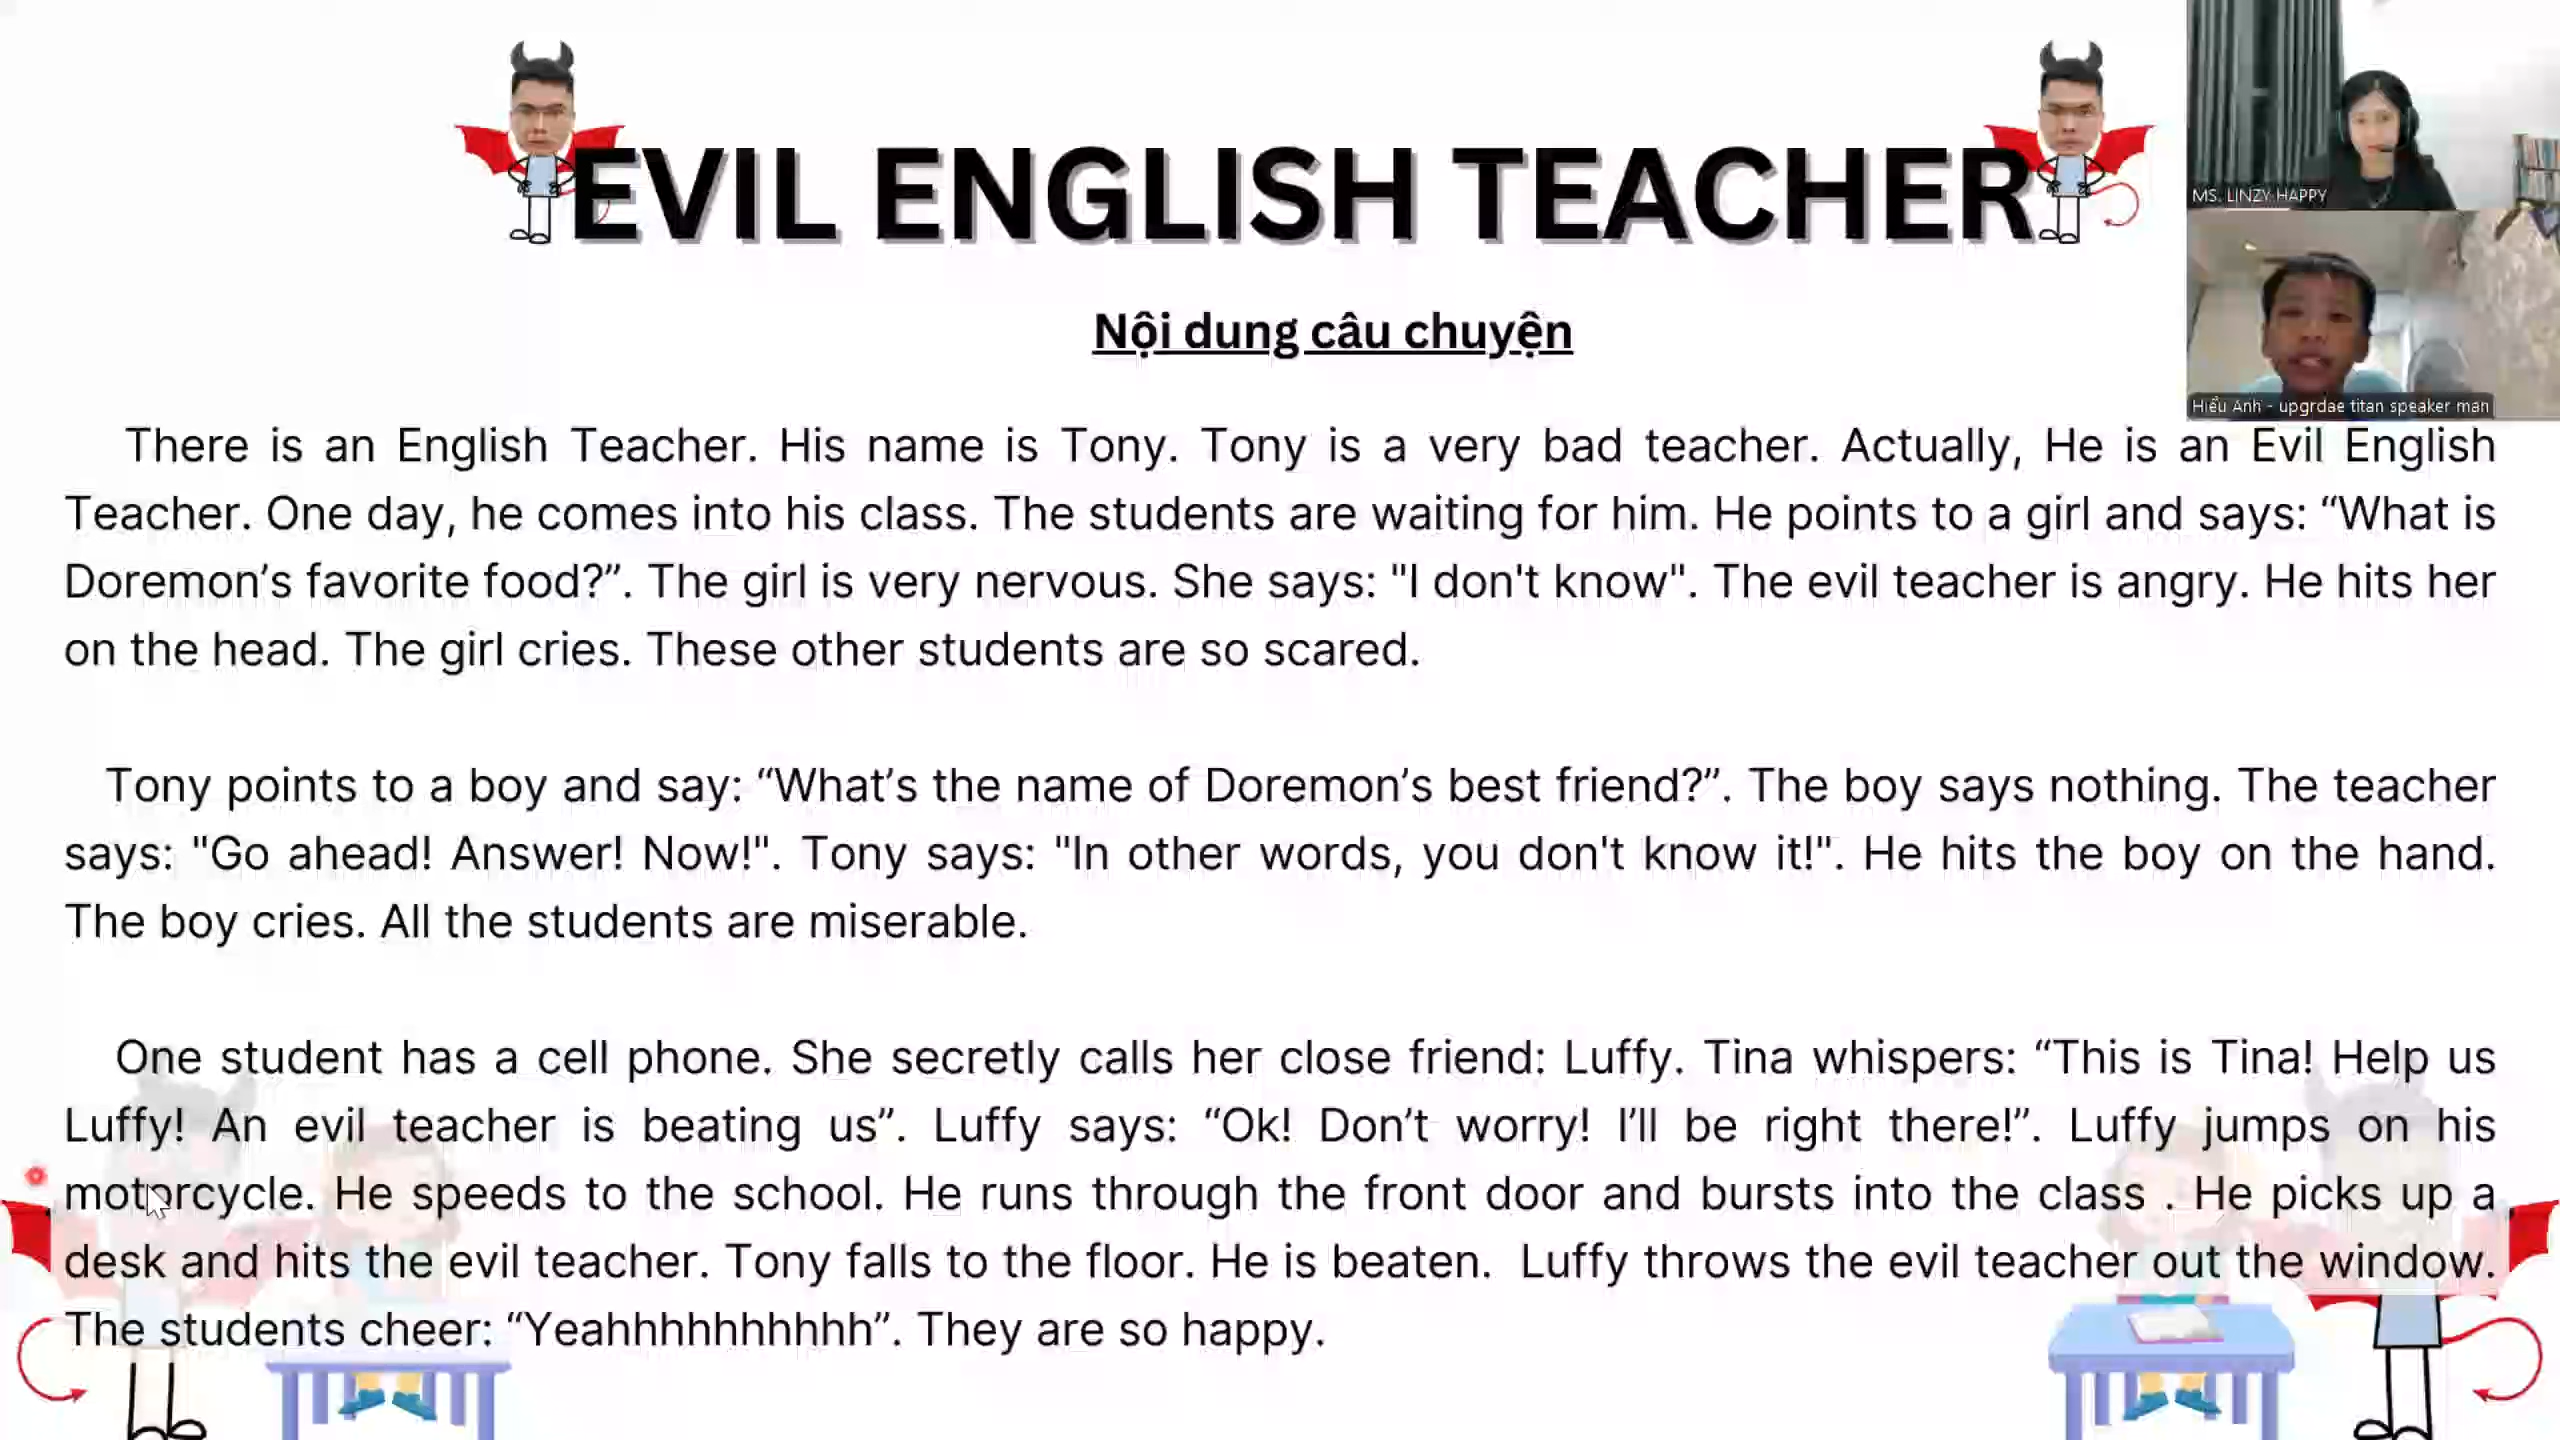 EVIL ENGLISH TEACHER
MS. LINZY HAPPY
Nội dung câu chuyện
Hiểu Anh - upgrdae titan speaker man
There is an English Teacher. His name is Tony. Tony is a very bad teacher. Actually, He is an Evil English
Teacher. One day, he comes into his class. The students are waiting for him. He points to a girl and says: “What is
Doremon’s favorite food?”. The girl is very nervous. She says: "I don't know". The evil teacher is angry. He hits her
on the head. The girl cries. These other students are so scared.
Tony points to a boy and say: “What’s the name of Doremon’s best friend?”. The boy says nothing. The teacher
says: "Go ahead! Answer! Now!". Tony says: "In other words, you don't know it!". He hits the boy on the hand.
The boy cries. All the students are miserable.
One student has a cell phone. She secretly calls her close friend: Luffy. Tina whispers: “This is Tina! Help us
Luffy! An evil teacher is beating us”. Luffy says: “Ok! Don’t worry! I’ll be right there!”. Luffy jumps on his
motorcycle. He speeds to the school. He runs through the front door and bursts into the class . He picks up a
desk and hits the evil teacher. Tony falls to the floor. He is beaten. Luffy throws the evil teacher out the window.
The students cheer: “Yeahhhhhhhhhhh”. They are so happy.